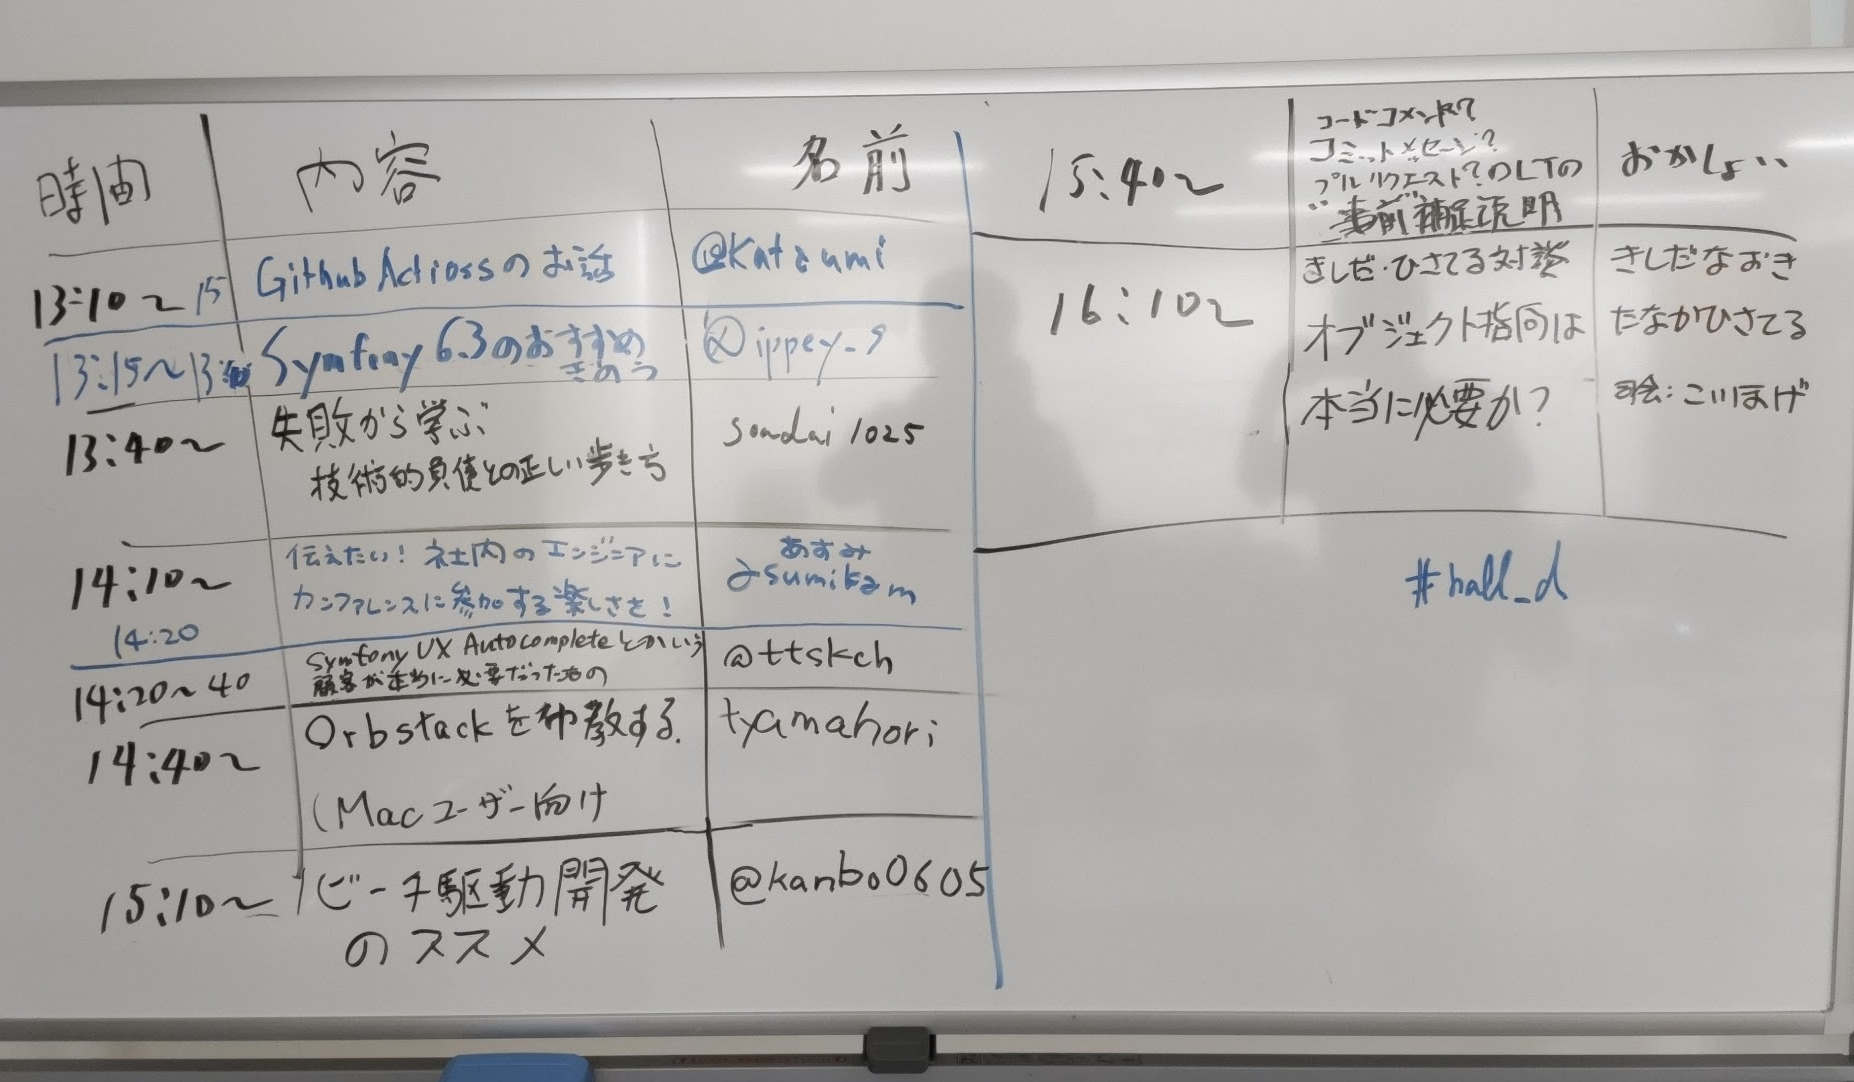 時間 内容 名前
13:10〜15 Github Actionsのお話 @katzumi
13:15〜13:40 Symfony 6.3のおすすめ @ippey_s
きのう
13:40〜 失敗から学ぶ soudai1025
技術的負債との正しい歩き方
14:10〜 伝えたい！社内のエンジニアに あすみ
カンファレンスに参加する楽しさを！ asumikam
14:20
14:20〜40 Symfony UX Autocompleteとかいう @ttskch
顧客が本当に必要だったもの
14:40〜 Orbstackを布教する. tyamahori
(Macユーザー向け
15:10〜 ビーチ駆動開発 @kanbo0605
のススメ
コードコメント?
コミットメッセージ?
15:40〜 プルリクエスト?のLTの おかしょい
事前補足説明
きしだ・ひさてる対談 きしだなおき
16:10〜 オブジェクト指向は たなかひさてる
本当に必要か? 司会:こいほげ
#hall_d